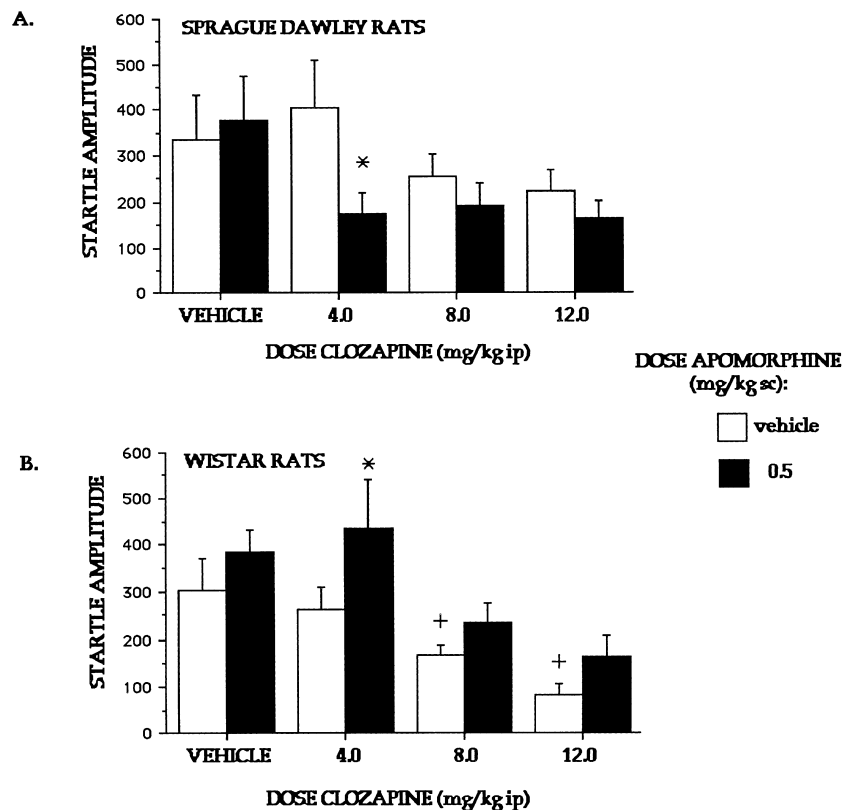 A.
SPRAGUE DAWLEY RATS
STARTLE AMPLITUDE
600
500
400
300
200
100
0
*
VEHICLE 4.0 8.0 12.0
DOSE CLOZAPINE (mg/kg ip)
DOSE APOMORPHINE
(mg/kg sc):
vehicle
0.5
B.
WISTAR RATS
STARTLE AMPLITUDE
600
500
400
300
200
100
0
*
+
+
VEHICLE 4.0 8.0 12.0
DOSE CLOZAPINE (mg/kg ip)